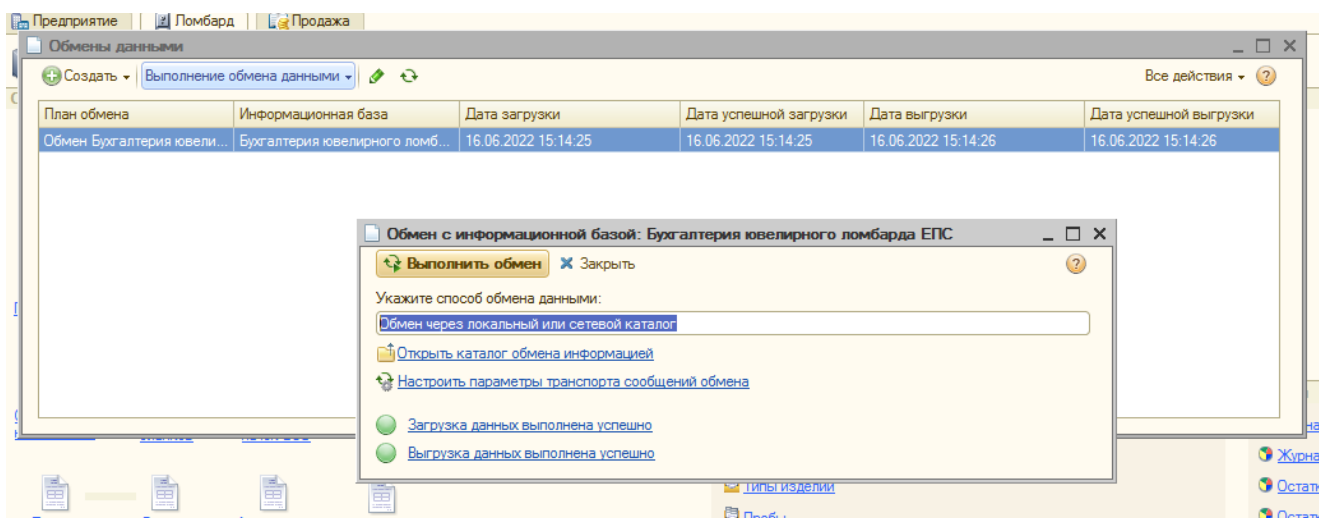 Предприятие Ломбард Продажа
Обмены данными
Создать Выполнение обмена данными Все действия
План обмена Информационная база Дата загрузки Дата успешной загрузки Дата выгрузки Дата успешной выгрузки
Обмен Бухгалтерия ювели... Бухгалтерия ювелирного ломб... 16.06.2022 15:14:25 16.06.2022 15:14:25 16.06.2022 15:14:26 16.06.2022 15:14:26
Обмен с информационной базой: Бухгалтерия ювелирного ломбарда ЕПС
Выполнить обмен Закрыть
Укажите способ обмена данными:
Обмен через локальный или сетевой каталог
Открыть каталог обмена информацией
Настроить параметры транспорта сообщений обмена
Загрузка данных выполнена успешно
Выгрузка данных выполнена успешно
Журна
Типы изделий Остатк
Пробы Остатк